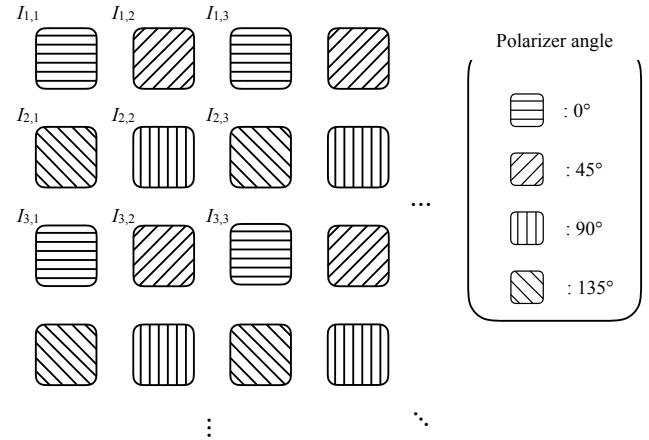 I1,1 I1,2 I1,3
Polarizer angle
: 0°
I2,1 I2,2 I2,3
: 45°
...
I3,1 I3,2 I3,3
: 90°
: 135°
⋮ ⋱